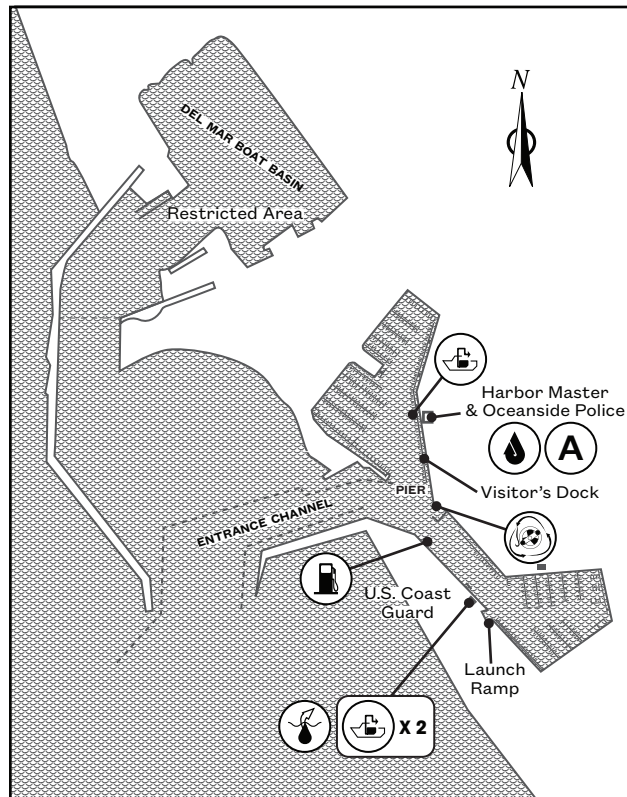 N
DEL MAR BOAT BASIN
Restricted Area
Harbor Master
& Oceanside Police
A
PIER
Visitor's Dock
ENTRANCE CHANNEL
U.S. Coast
Guard
Launch
Ramp
X 2